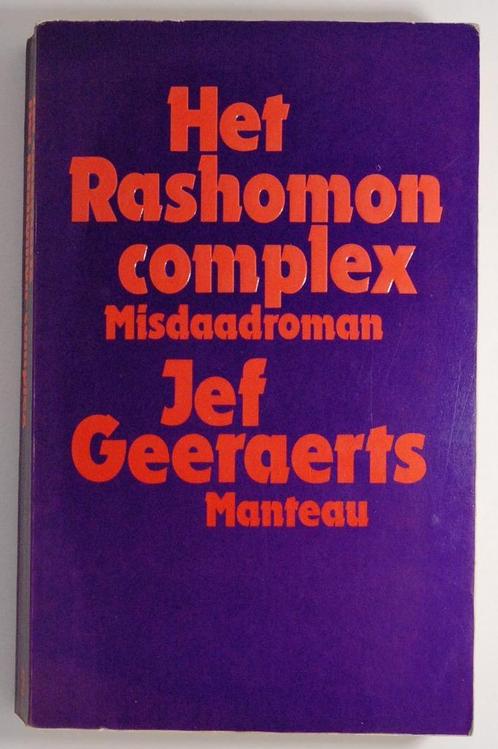 Het
Rashomon
complex
Misdaadroman
Jef
Geeraerts
Manteau